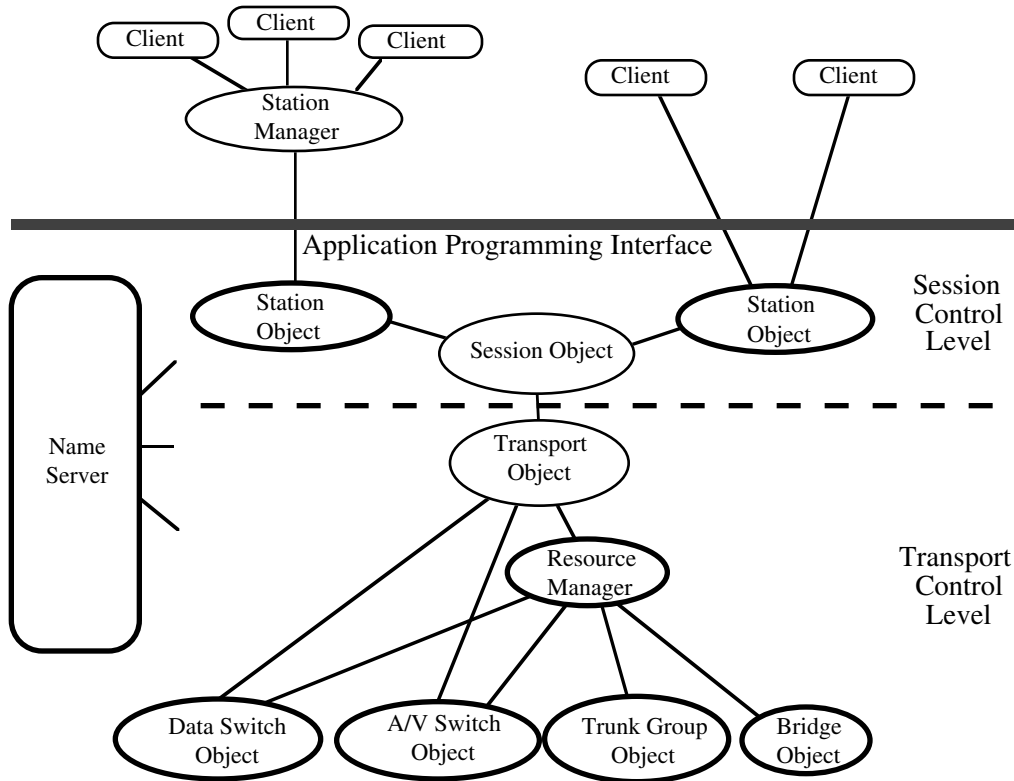 Client
Client
Client
Client
Client
Station
Manager
Application Programming Interface
Station
Object
Station
Object
Session
Control
Level
Session Object
Name
Server
Transport
Object
Resource
Manager
Transport
Control
Level
Data Switch
Object
A/V Switch
Object
Trunk Group
Object
Bridge
Object